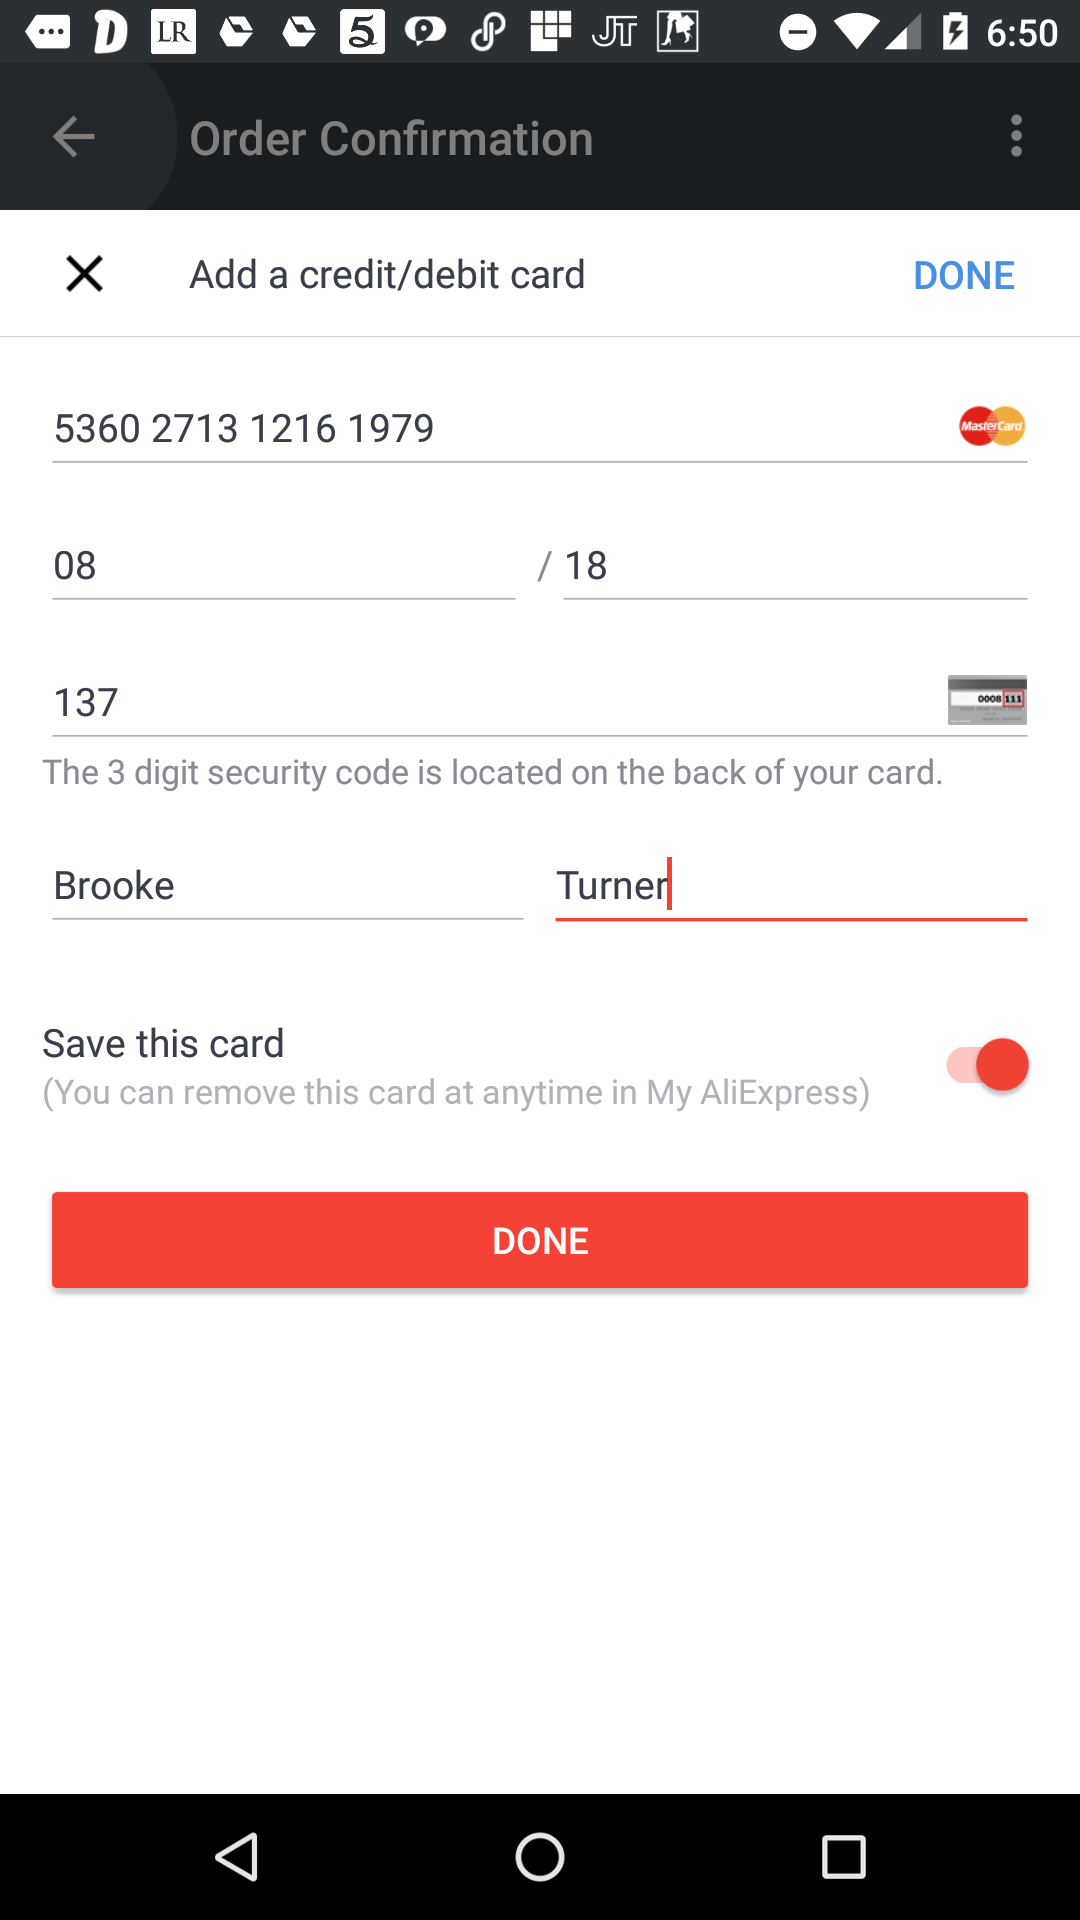 LR 5 JT 6:50
Order Confirmation
Add a credit/debit card DONE
5360 2713 1216 1979 MasterCard
08 / 18
137 0008 111
The 3 digit security code is located on the back of your card.
Brooke Turner
Save this card
(You can remove this card at anytime in My AliExpress)
DONE